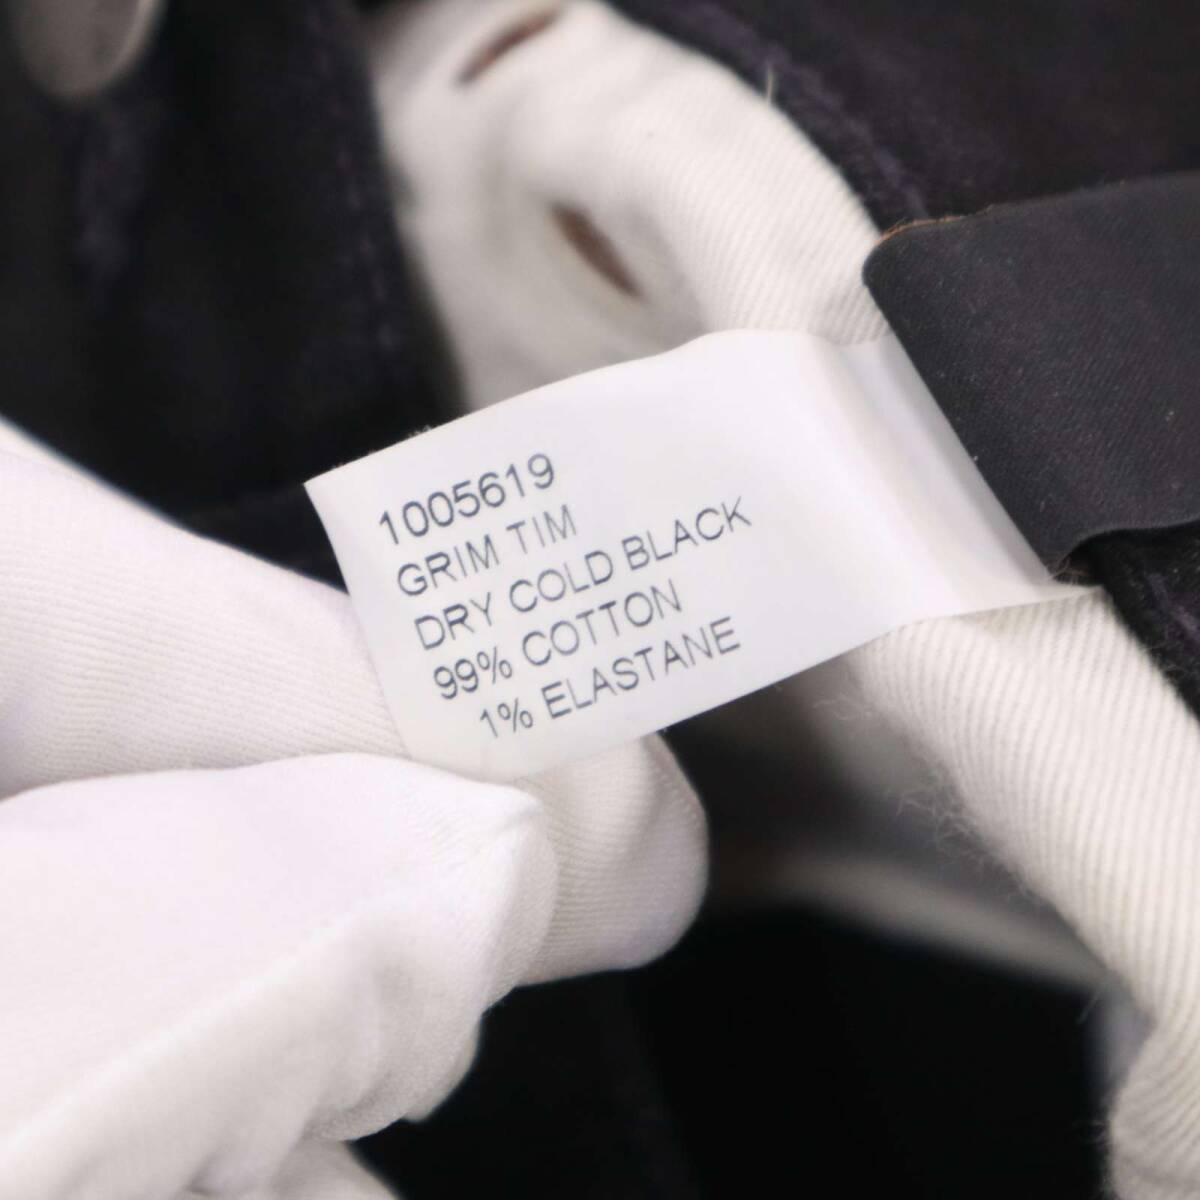 1005619
GRIM TIM
DRY COLD BLACK
99% COTTON
1% ELASTANE